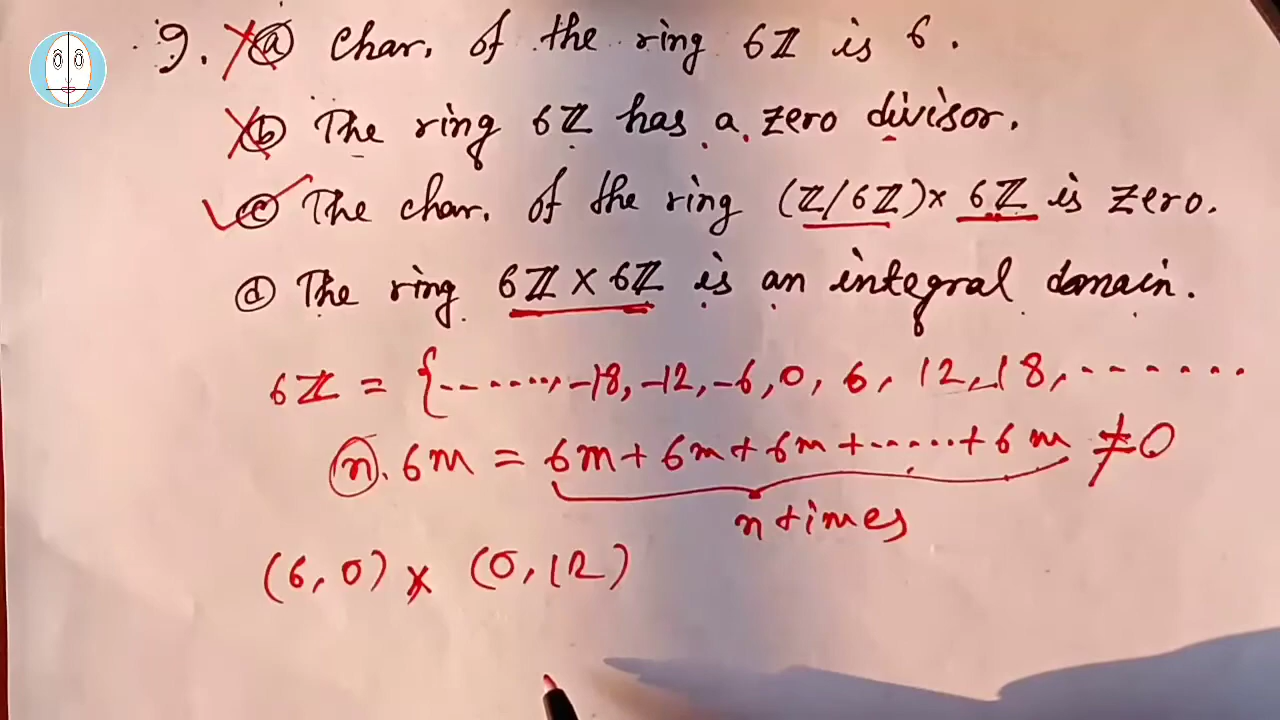 9. ⓐ Char. of the ring 6ℤ is 6.
ⓑ The ring 6ℤ has a zero divisor.
ⓒ The char. of the ring (ℤ/6ℤ)× 6ℤ is zero.
ⓓ The ring 6ℤ × 6ℤ is an integral domain.
6ℤ = {......, -18, -12, -6, 0, 6, 12, 18, .......
n. 6m = 6m + 6m + 6m + ...... + 6m ≠ 0
n times
(6, 0) × (0, 12)